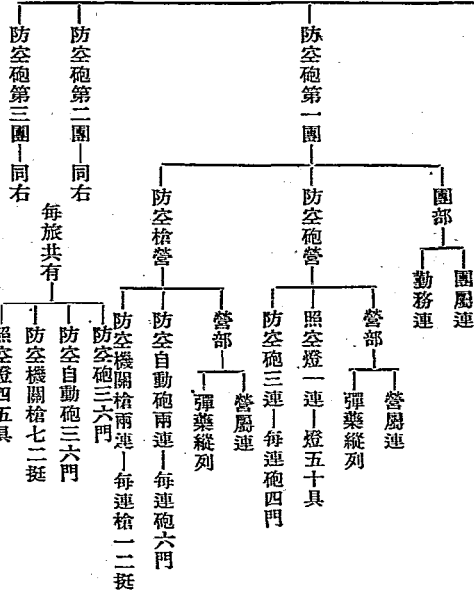 防空砲第一團
團部
團屬連
勤務連
防空砲營
營部
營屬連
彈藥縱列
照空燈一連—燈五十具
防空砲三連—每連砲四門
防空槍營
營部
營屬連
彈藥縱列
防空自動砲兩連—每連砲六門
防空機關槍兩連—每連槍一二挺
防空砲第二團—同右
防空砲第三團—同右
每旅共有
防空砲三六門
防空自動砲三六門
防空機關槍七二挺
照空燈四五具